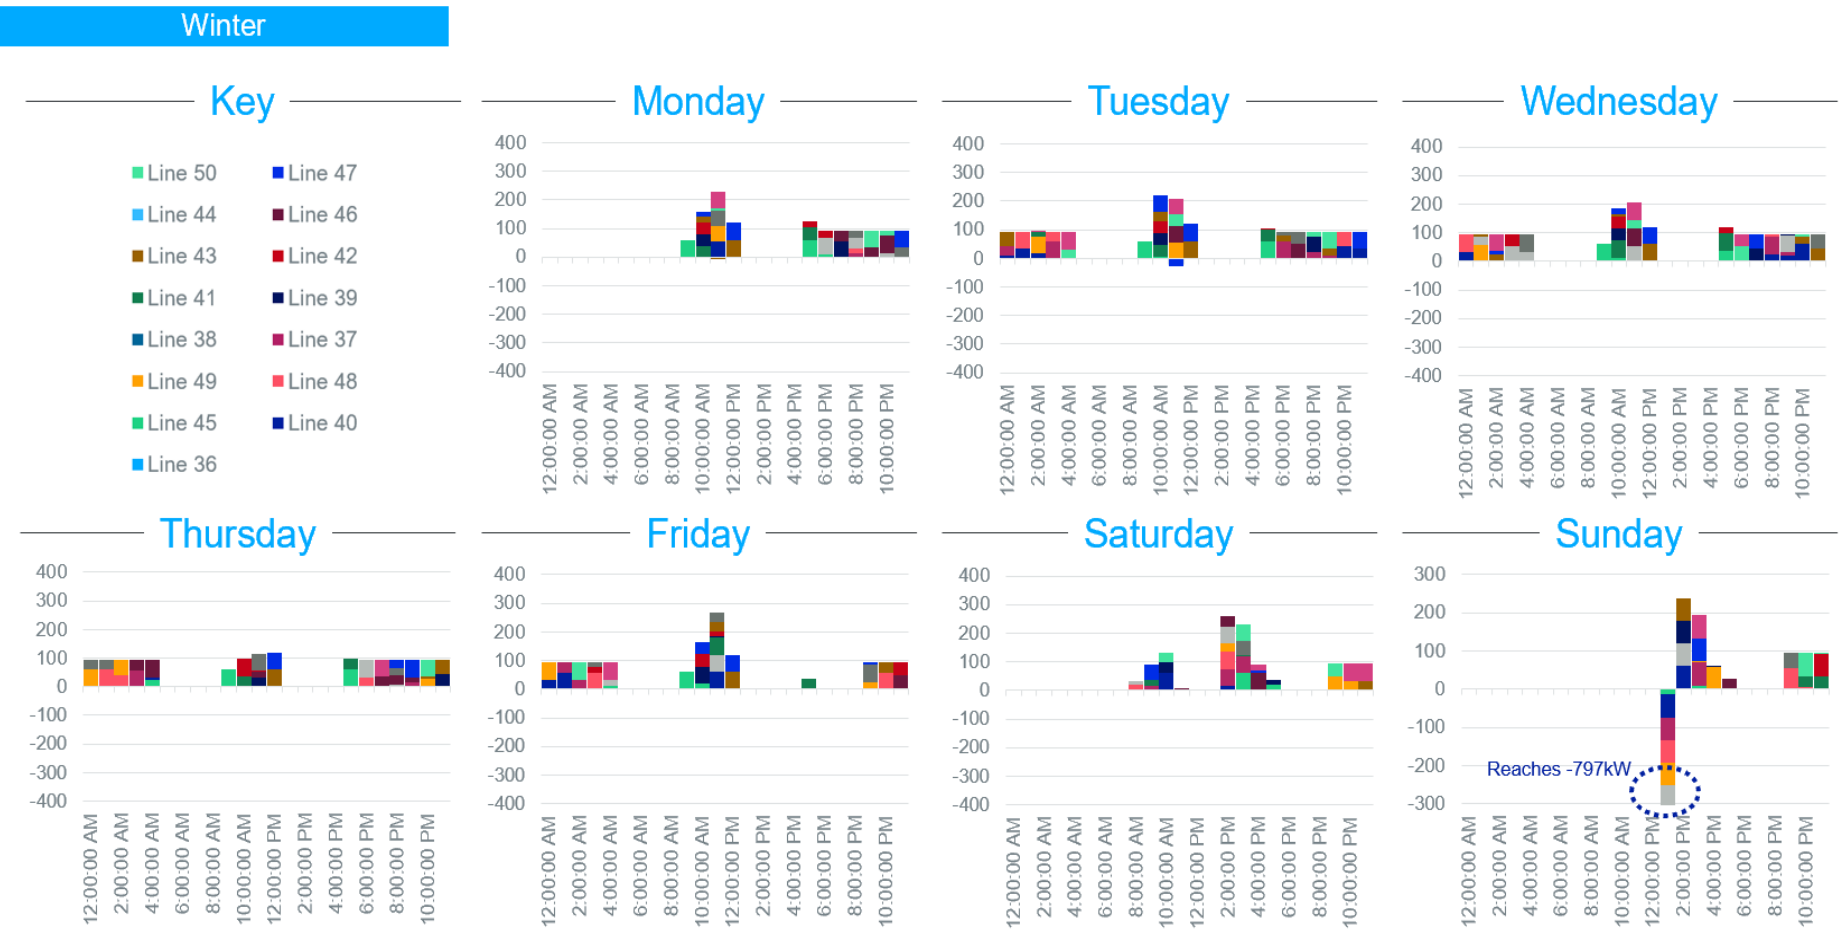 Winter
Key
Line 50
Line 47
Line 44
Line 46
Line 43
Line 42
Line 41
Line 39
Line 38
Line 37
Line 49
Line 48
Line 45
Line 40
Line 36
Monday
400
300
200
100
0
-100
-200
-300
-400
12:00:00 AM
2:00:00 AM
4:00:00 AM
6:00:00 AM
8:00:00 AM
10:00:00 AM
12:00:00 PM
2:00:00 PM
4:00:00 PM
6:00:00 PM
8:00:00 PM
10:00:00 PM
Tuesday
400
300
200
100
0
-100
-200
-300
-400
12:00:00 AM
2:00:00 AM
4:00:00 AM
6:00:00 AM
8:00:00 AM
10:00:00 AM
12:00:00 PM
2:00:00 PM
4:00:00 PM
6:00:00 PM
8:00:00 PM
10:00:00 PM
Wednesday
400
300
200
100
0
-100
-200
-300
-400
12:00:00 AM
2:00:00 AM
4:00:00 AM
6:00:00 AM
8:00:00 AM
10:00:00 AM
12:00:00 PM
2:00:00 PM
4:00:00 PM
6:00:00 PM
8:00:00 PM
10:00:00 PM
Thursday
400
300
200
100
0
-100
-200
-300
-400
12:00:00 AM
2:00:00 AM
4:00:00 AM
6:00:00 AM
8:00:00 AM
10:00:00 AM
12:00:00 PM
2:00:00 PM
4:00:00 PM
6:00:00 PM
8:00:00 PM
10:00:00 PM
Friday
400
300
200
100
0
-100
-200
-300
-400
12:00:00 AM
2:00:00 AM
4:00:00 AM
6:00:00 AM
8:00:00 AM
10:00:00 AM
12:00:00 PM
2:00:00 PM
4:00:00 PM
6:00:00 PM
8:00:00 PM
10:00:00 PM
Saturday
400
300
200
100
0
-100
-200
-300
-400
12:00:00 AM
2:00:00 AM
4:00:00 AM
6:00:00 AM
8:00:00 AM
10:00:00 AM
12:00:00 PM
2:00:00 PM
4:00:00 PM
6:00:00 PM
8:00:00 PM
10:00:00 PM
Sunday
300
200
100
0
-100
-200
-300
Reaches -797kW
12:00:00 AM
2:00:00 AM
4:00:00 AM
6:00:00 AM
8:00:00 AM
10:00:00 AM
12:00:00 PM
2:00:00 PM
4:00:00 PM
6:00:00 PM
8:00:00 PM
10:00:00 PM